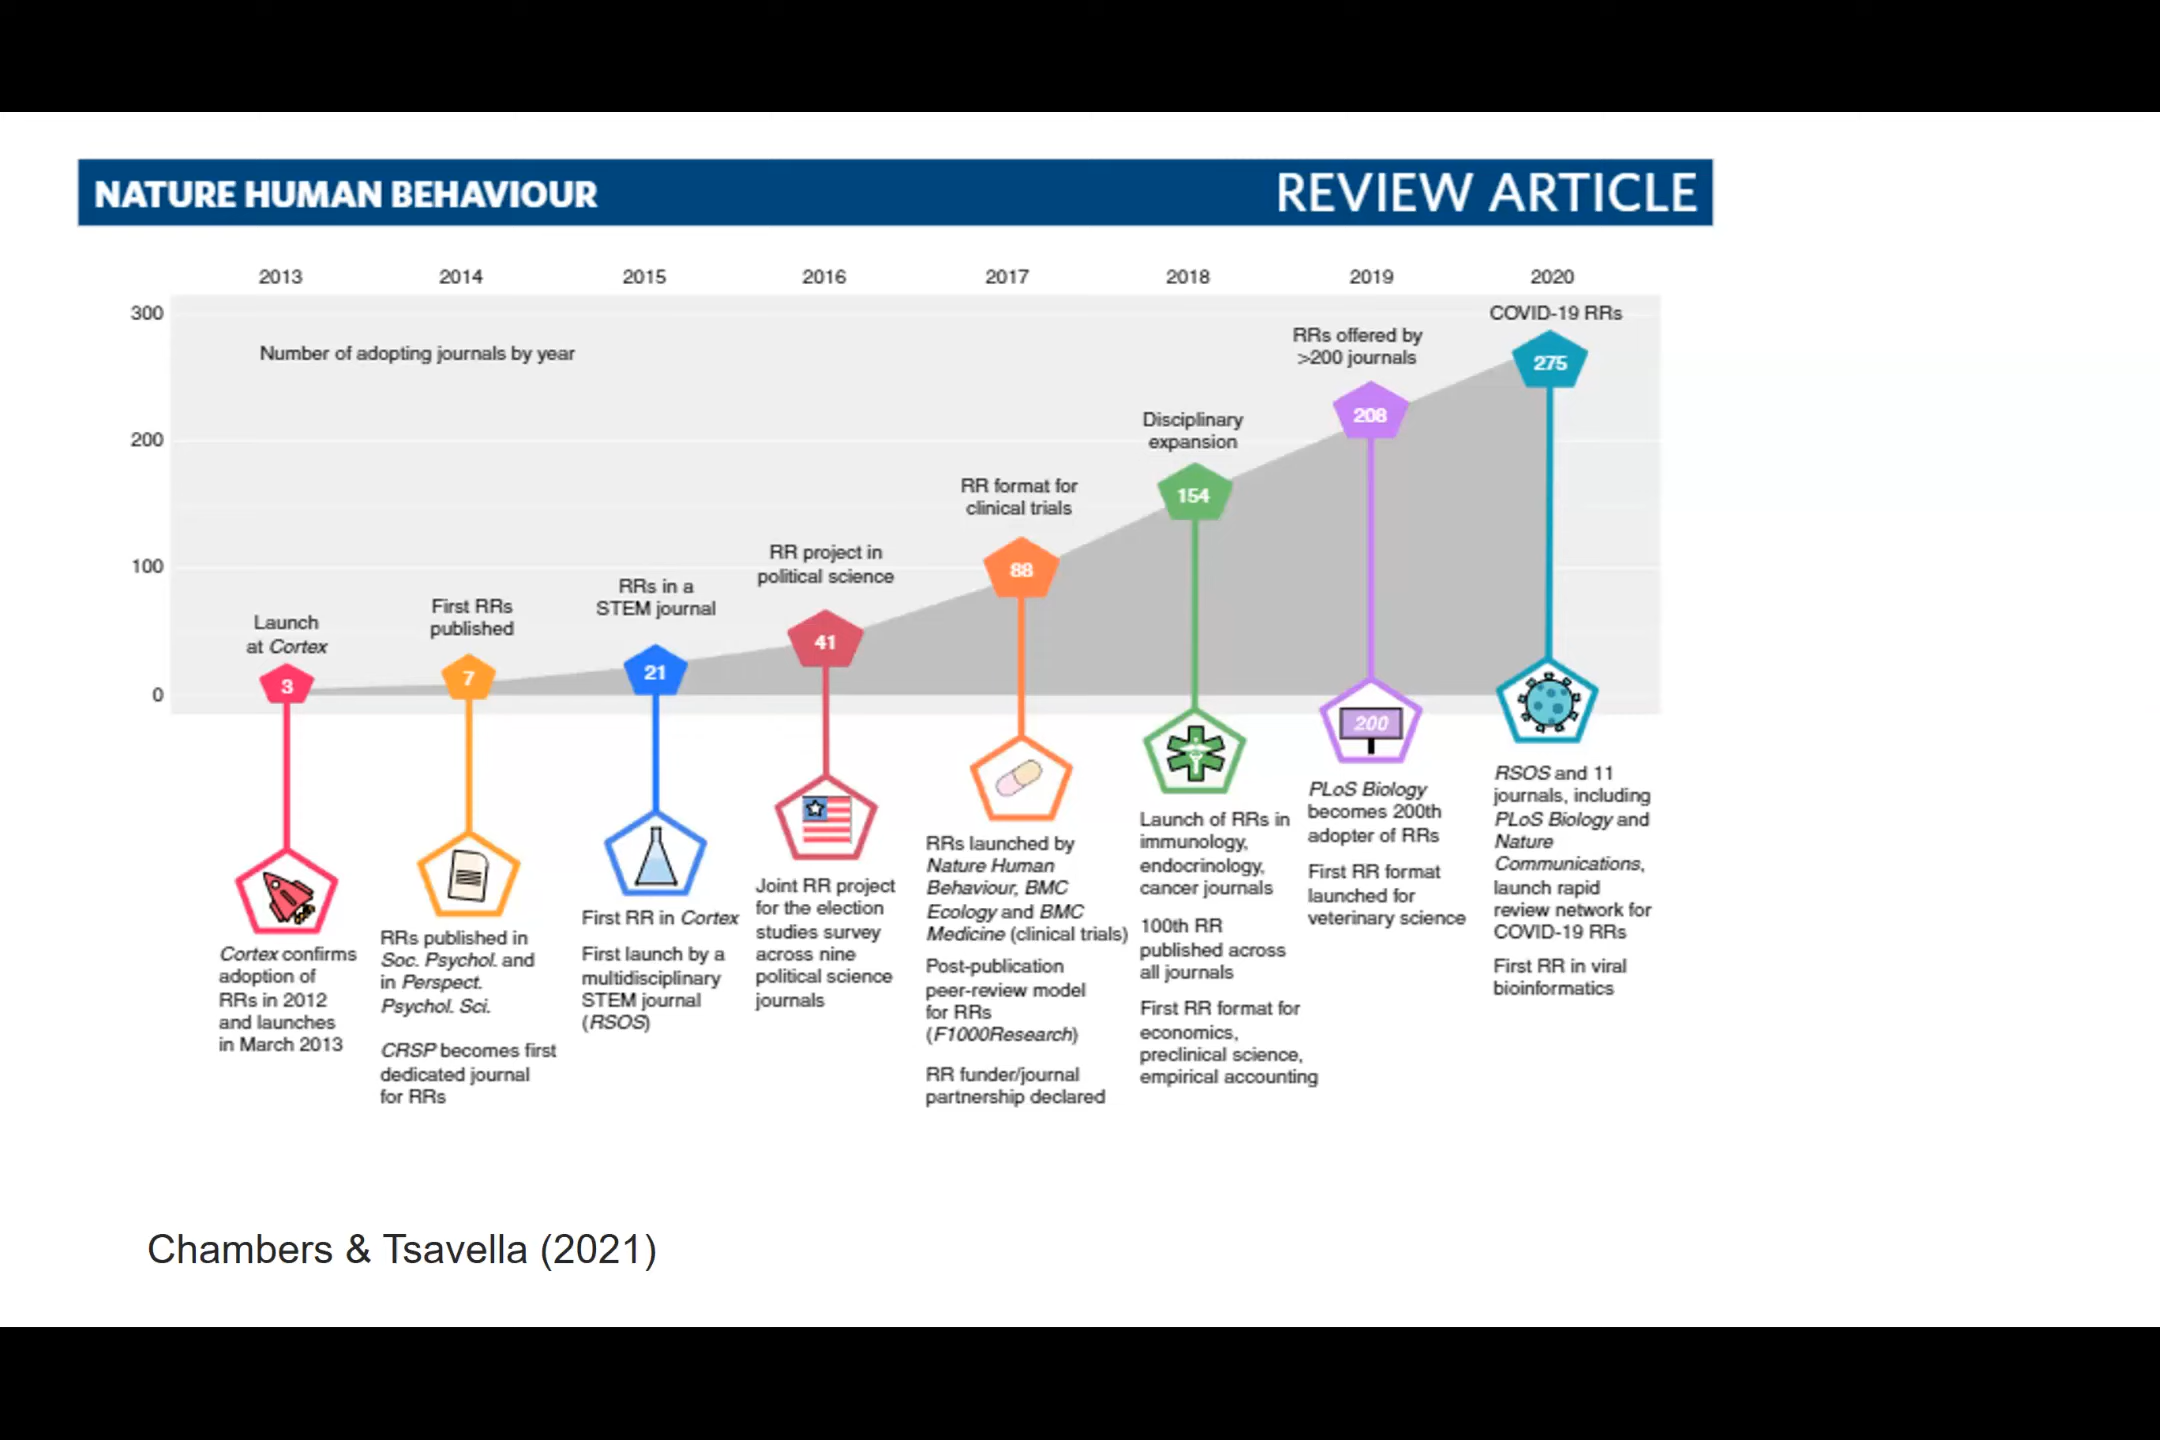 NATURE HUMAN BEHAVIOUR
REVIEW ARTICLE
2013
2014
2015
2016
2017
2018
2019
2020
300
200
100
0
Number of adopting journals by year
Launch
at Cortex
3
Cortex confirms
adoption of
RRs in 2012
and launches
in March 2013
First RRs
published
7
RRs published in
Soc. Psychol. and
in Perspect.
Psychol. Sci.
CRSP becomes first
dedicated journal
for RRs
RRs in a
STEM journal
21
First RR in Cortex
First launch by a
multidisciplinary
STEM journal
(RSOS)
RR project in
political science
41
Joint RR project
for the election
studies survey
across nine
political science
journals
RR format for
clinical trials
88
RRs launched by
Nature Human
Behaviour, BMC
Ecology and BMC
Medicine (clinical trials)
Post-publication
peer-review model
for RRs
(F1000Research)
RR funder/journal
partnership declared
Disciplinary
expansion
154
Launch of RRs in
immunology,
endocrinology,
cancer journals
100th RR
published across
all journals
First RR format for
economics,
preclinical science,
empirical accounting
RRs offered by
>200 journals
208
200
PLoS Biology
becomes 200th
adopter of RRs
First RR format
launched for
veterinary science
COVID-19 RRs
275
RSOS and 11
journals, including
PLoS Biology and
Nature
Communications,
launch rapid
review network for
COVID-19 RRs
First RR in viral
bioinformatics
Chambers & Tsavella (2021)